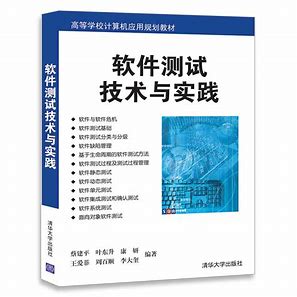 高等学校计算机应用规划教材
软件测试
技术与实践
软件与软件危机
软件测试基础
软件测试分类与分级
软件缺陷管理
基于生命周期的软件测试方法
软件测试过程及测试过程管理
软件静态测试
软件动态测试
软件单元测试
软件集成测试和确认测试
软件系统测试
面向对象软件测试
蔡建平 叶东升 康妍
王爱菲 刘百顺 李大奎 编著
清华大学出版社
软件测试技术与实践
清华大学出版社